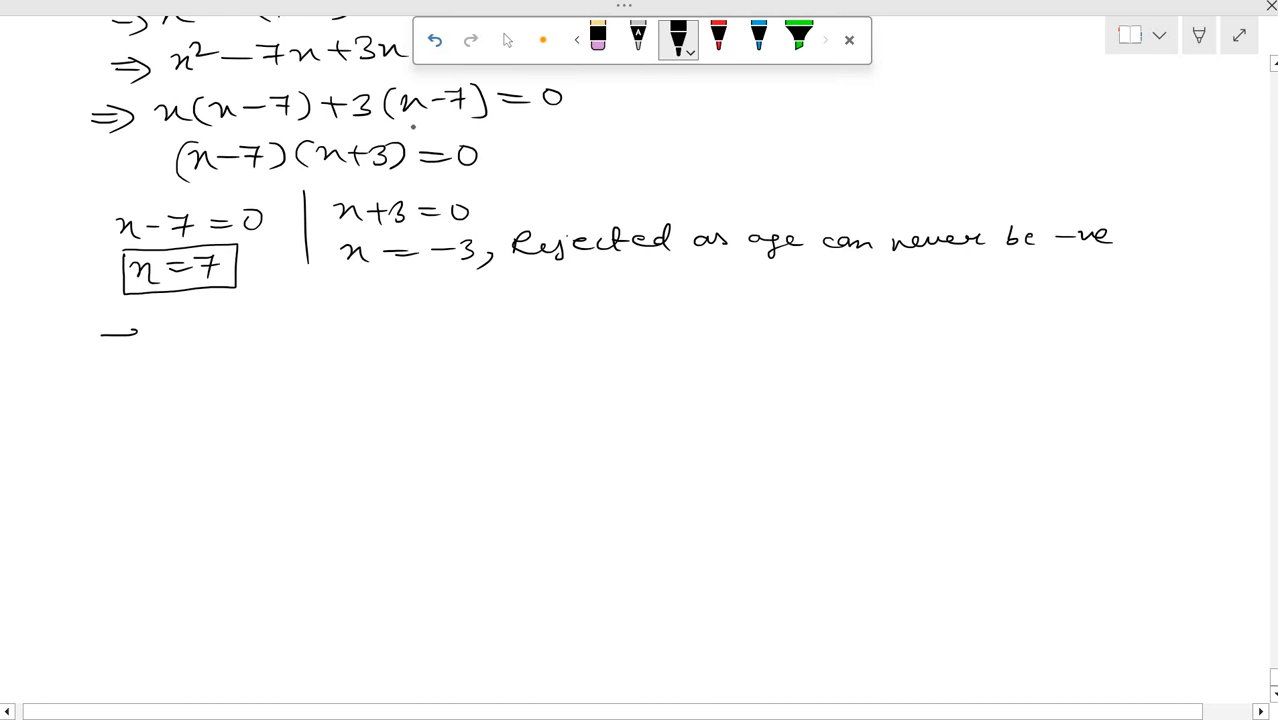 ⇒ x² – 7x + 3x
⇒ x(x–7) + 3(x–7) = 0
(x–7)(x+3) = 0
x – 7 = 0
x = 7
x + 3 = 0
x = –3, Rejected as age can never be –ve